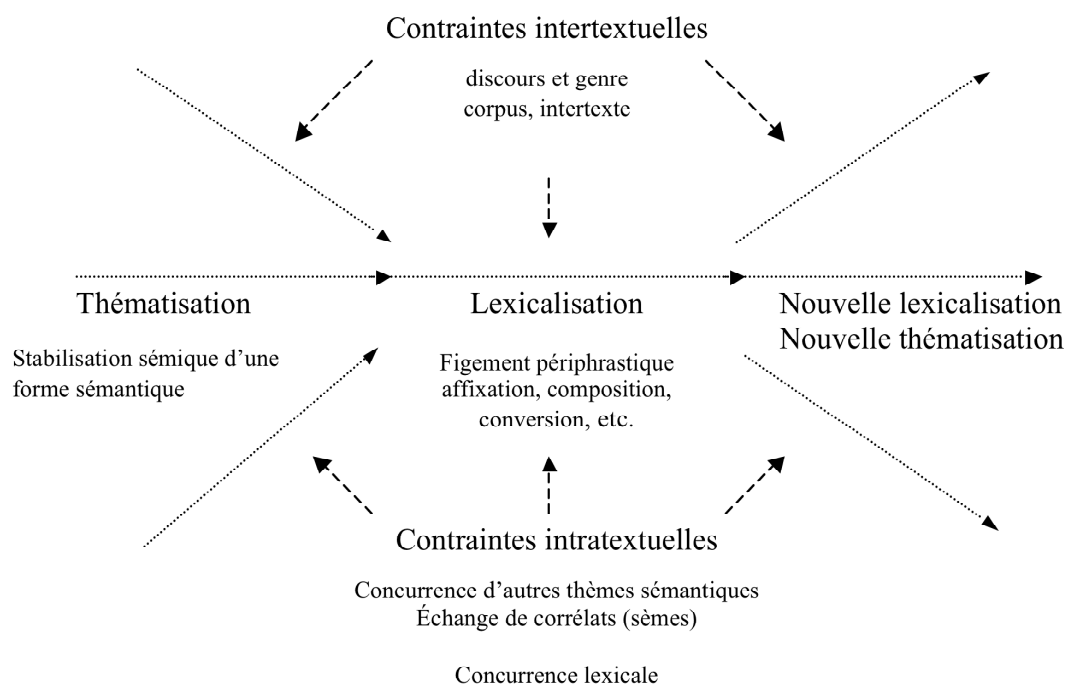 Contraintes intertextuelles
discours et genre
corpus, intertexte
Thématisation
Stabilisation sémique d’une
forme sémantique
Lexicalisation
Figement périphrastique
affixation, composition,
conversion, etc.
Nouvelle lexicalisation
Nouvelle thématisation
Contraintes intratextuelles
Concurrence d’autres thèmes sémantiques
Échange de corrélats (sèmes)
Concurrence lexicale